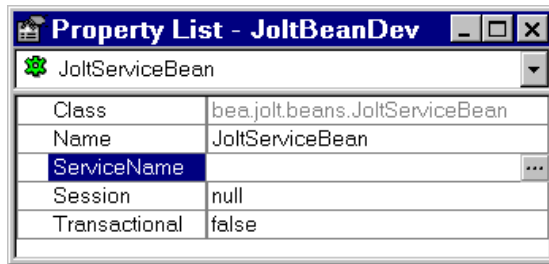 Property List - JoltBeanDev
JoltServiceBean
Class bea.jolt.beans.JoltServiceBean
Name JoltServiceBean
ServiceName ...
Session null
Transactional false